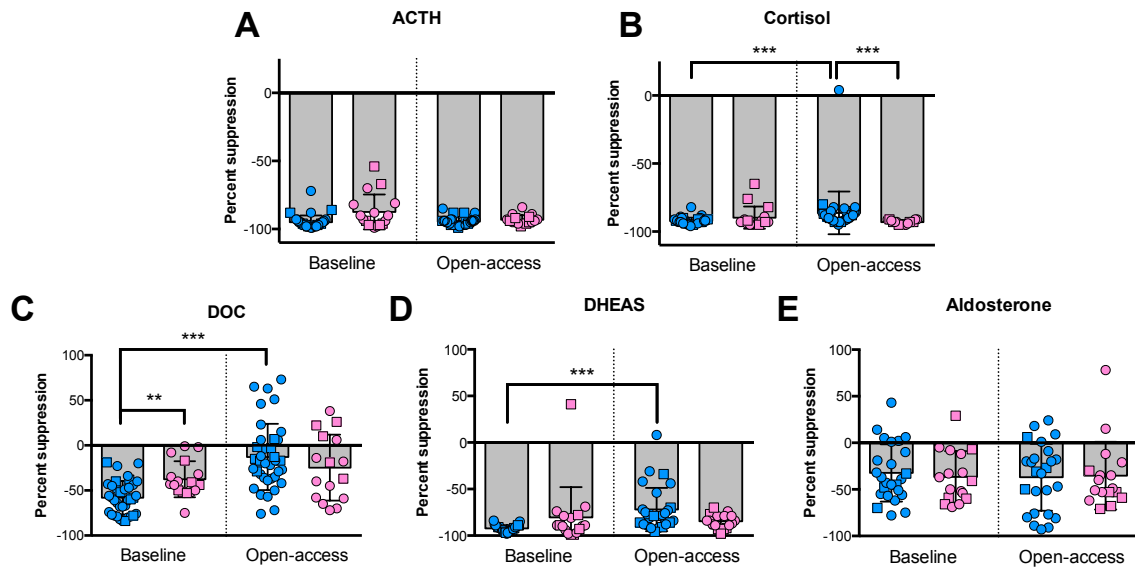 A
ACTH
Percent suppression
0
-50
-100
Baseline
Open-access
B
Cortisol
***
***
Percent suppression
0
-50
-100
Baseline
Open-access
C
DOC
***
**
Percent suppression
100
50
0
-50
-100
Baseline
Open-access
D
DHEAS
***
Percent suppression
100
50
0
-50
-100
Baseline
Open-access
E
Aldosterone
Percent suppression
100
50
0
-50
-100
Baseline
Open-access